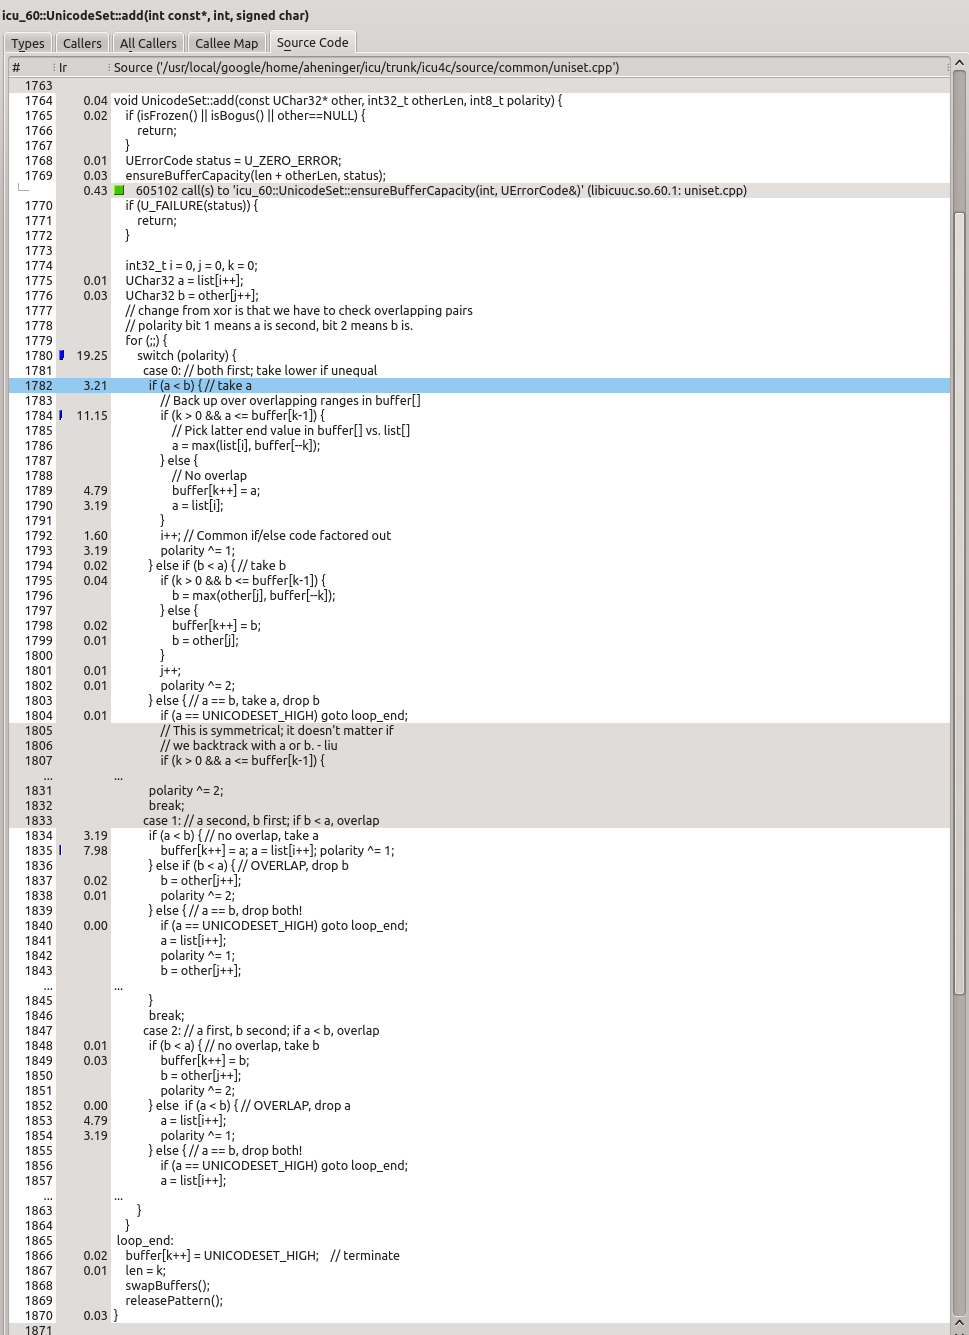 icu_60::UnicodeSet::add(int const*, int, signed char)
Types Callers All Callers Callee Map Source Code
# Ir Source ('/usr/local/google/home/aheninger/icu/trunk/icu4c/source/common/uniset.cpp')
1763
1764 0.04 void UnicodeSet::add(const UChar32* other, int32_t otherLen, int8_t polarity) {
1765 0.02 if (isFrozen() || isBogus() || other==NULL) {
1766 return;
1767 }
1768 0.01 UErrorCode status = U_ZERO_ERROR;
1769 0.03 ensureBufferCapacity(len + otherLen, status);
0.43 605102 call(s) to 'icu_60::UnicodeSet::ensureBufferCapacity(int, UErrorCode&)' (libicuuc.so.60.1: uniset.cpp)
1770 if (U_FAILURE(status)) {
1771 return;
1772 }
1773
1774 int32_t i = 0, j = 0, k = 0;
1775 0.01 UChar32 a = list[i++];
1776 0.03 UChar32 b = other[j++];
1777 // change from xor is that we have to check overlapping pairs
1778 // polarity bit 1 means a is second, bit 2 means b is.
1779 for (;;) {
1780 19.25 switch (polarity) {
1781 case 0: // both first; take lower if unequal
1782 3.21 if (a < b) { // take a
1783 // Back up over overlapping ranges in buffer[]
1784 11.15 if (k > 0 && a <= buffer[k-1]) {
1785 // Pick latter end value in buffer[] vs. list[]
1786 a = max(list[i], buffer[--k]);
1787 } else {
1788 // No overlap
1789 4.79 buffer[k++] = a;
1790 3.19 a = list[i];
1791 }
1792 1.60 i++; // Common if/else code factored out
1793 3.19 polarity ^= 1;
1794 0.02 } else if (b < a) { // take b
1795 0.04 if (k > 0 && b <= buffer[k-1]) {
1796 b = max(other[j], buffer[--k]);
1797 } else {
1798 0.02 buffer[k++] = b;
1799 0.01 b = other[j];
1800 }
1801 0.01 j++;
1802 0.01 polarity ^= 2;
1803 } else { // a == b, take a, drop b
1804 0.01 if (a == UNICODESET_HIGH) goto loop_end;
1805 // This is symmetrical; it doesn't matter if
1806 // we backtrack with a or b. - liu
1807 if (k > 0 && a <= buffer[k-1]) {
... ...
1831 polarity ^= 2;
1832 break;
1833 case 1: // a second, b first; if b < a, overlap
1834 3.19 if (a < b) { // no overlap, take a
1835 7.98 buffer[k++] = a; a = list[i++]; polarity ^= 1;
1836 } else if (b < a) { // OVERLAP, drop b
1837 0.02 b = other[j++];
1838 0.01 polarity ^= 2;
1839 } else { // a == b, drop both!
1840 0.00 if (a == UNICODESET_HIGH) goto loop_end;
1841 a = list[i++];
1842 polarity ^= 1;
1843 b = other[j++];
... ...
1845 }
1846 break;
1847 case 2: // a first, b second; if a < b, overlap
1848 0.01 if (b < a) { // no overlap, take b
1849 0.03 buffer[k++] = b;
1850 b = other[j++];
1851 polarity ^= 2;
1852 0.00 } else  if (a < b) { // OVERLAP, drop a
1853 4.79 a = list[i++];
1854 3.19 polarity ^= 1;
1855 } else { // a == b, drop both!
1856 if (a == UNICODESET_HIGH) goto loop_end;
1857 a = list[i++];
... ...
1863 }
1864 }
1865 loop_end:
1866 0.02 buffer[k++] = UNICODESET_HIGH;    // terminate
1867 0.01 len = k;
1868 swapBuffers();
1869 releasePattern();
1870 0.03 }
1871